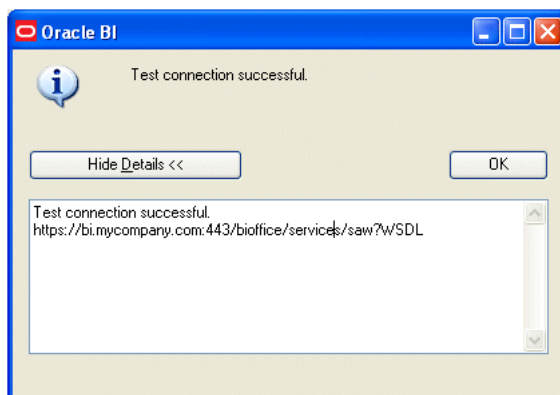 Oracle BI
Test connection successful.
Hide Details <<
OK
Test connection successful.
https://bi.mycompany.com:443/bioffice/services/saw?WSDL